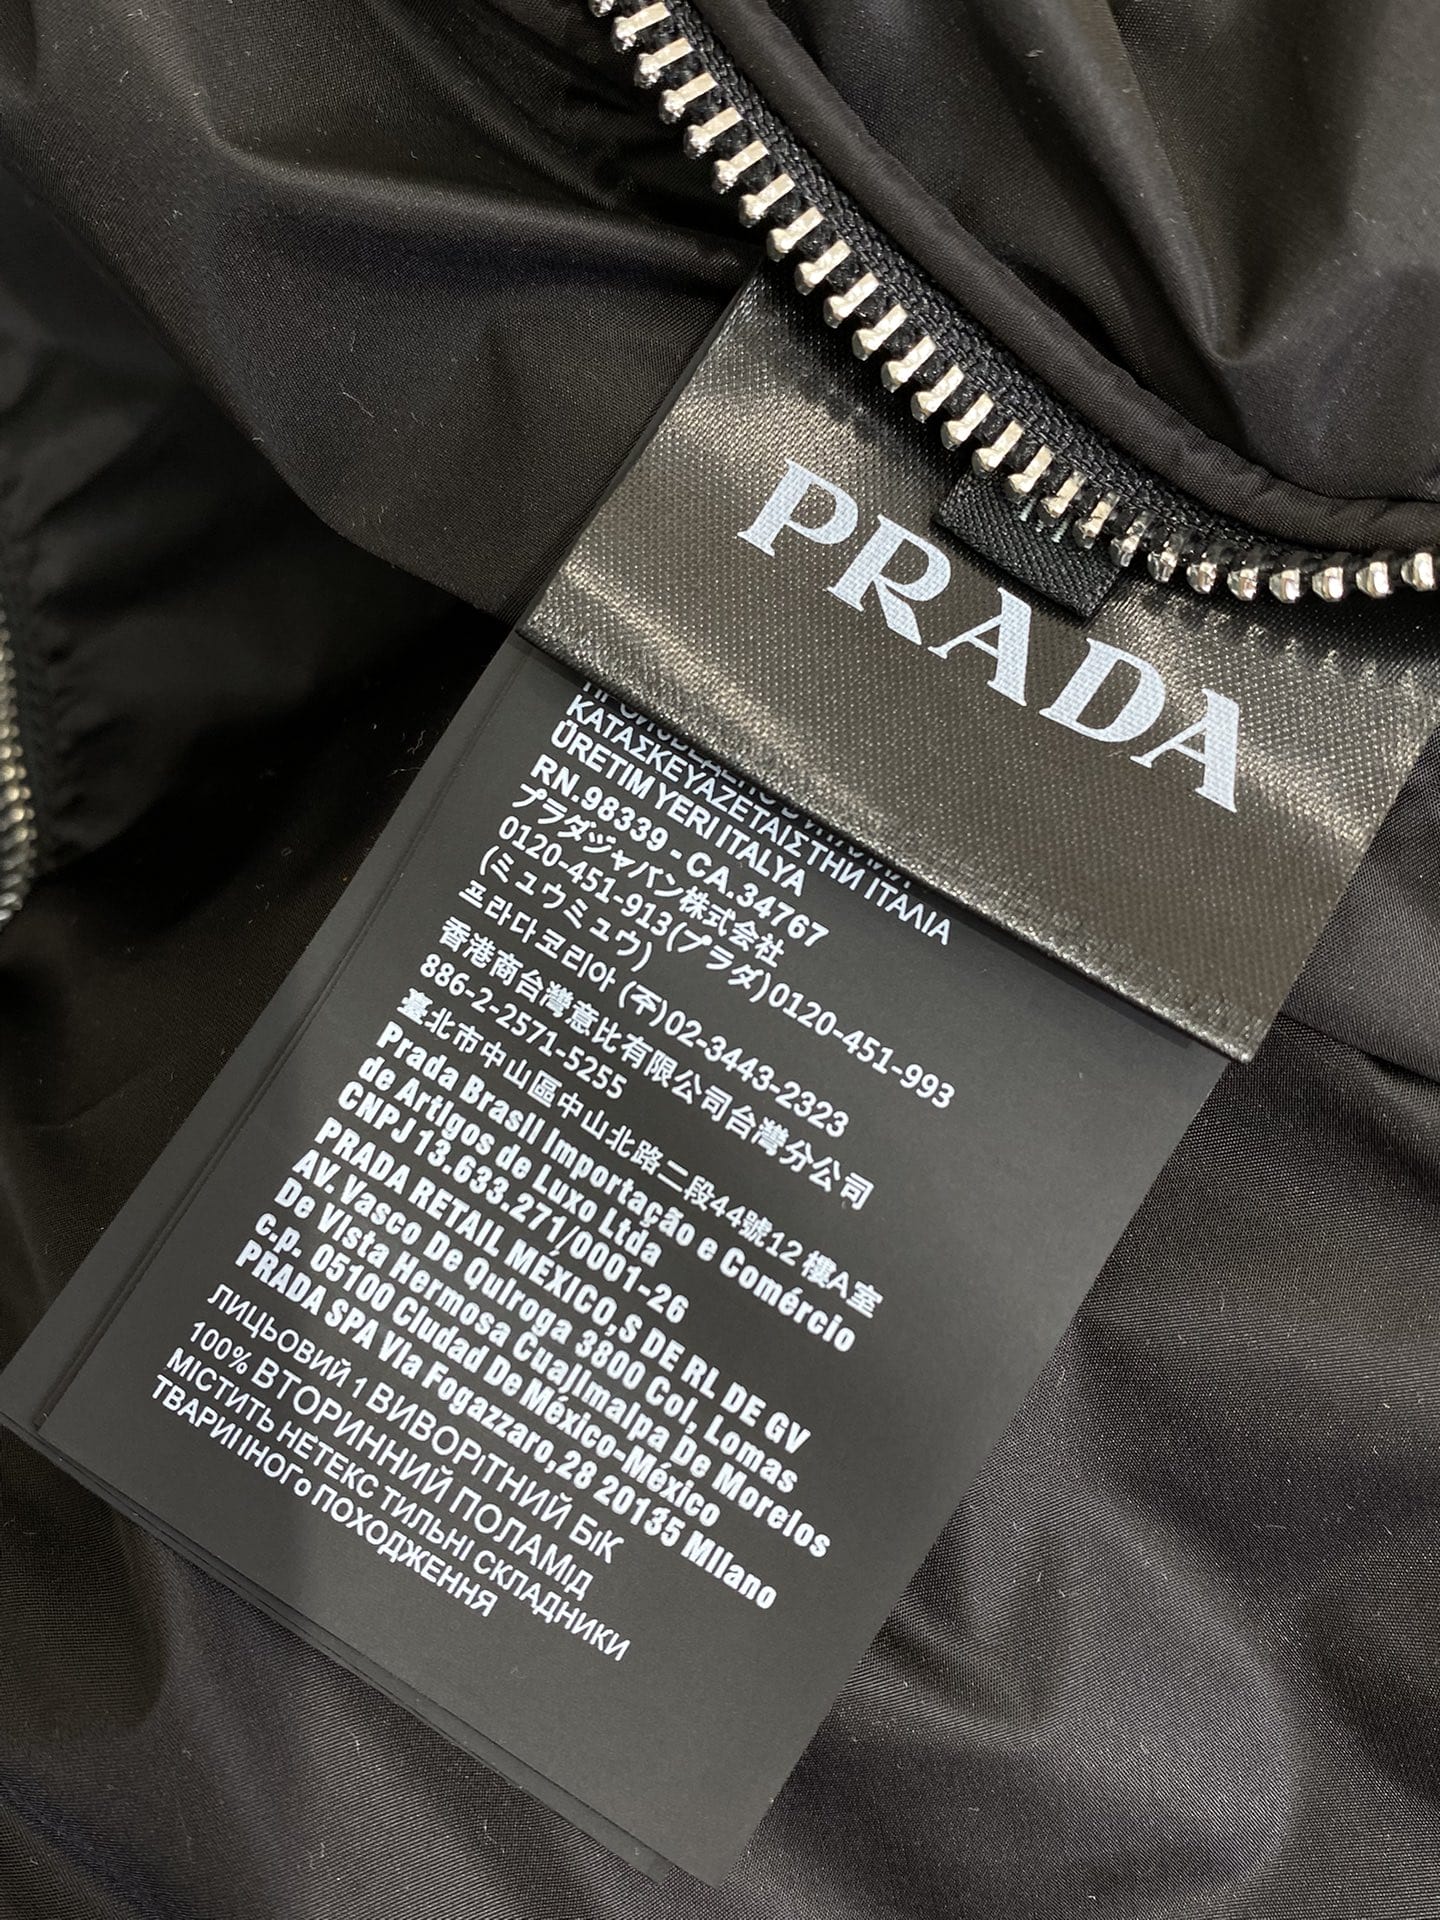 PRADA
ΚΑΤΑΣΚΕΥΑΖΕΤΑΙΣΤΗΝ ΙΤΑΛΙΑ
ÜRETIM YERI ITALYA
RN.98339 - CA.34767
プラダジャパン株式会社
0120-451-913(プラダ)0120-451-993
(ミュウミュウ)
프라다코리아 (주)02-3443-2323
香港商台灣意比有限公司台灣分公司
886-2-2571-5255
臺北市中山區中山北路二段44號12樓A室
Prada Brasil Importação e Comércio
de Artigos de Luxo Ltda
CNPJ 13.633.271/0001-26
PRADA RETAIL MÉXICO,S DE RL DE GV
AV.Vasco De Quiroga 3800 Col, Lomas
De Vista Hermosa Cuajimalpa De Morelos
c.p. 05100 Ciudad De México-México
PRADA SPA Via Fogazzaro,28 20135 Milano
ЛИЦЬОВИЙ 1 ВИВОРІТНИЙ БіК
100% ВТОРИННИЙ ПОЛАМІД
МІСТИТЬ НЕТЕКСТИЛЬНІ СКЛАДНИКИ
ТВАРИІНОГо ПОХОДЖЕННЯ